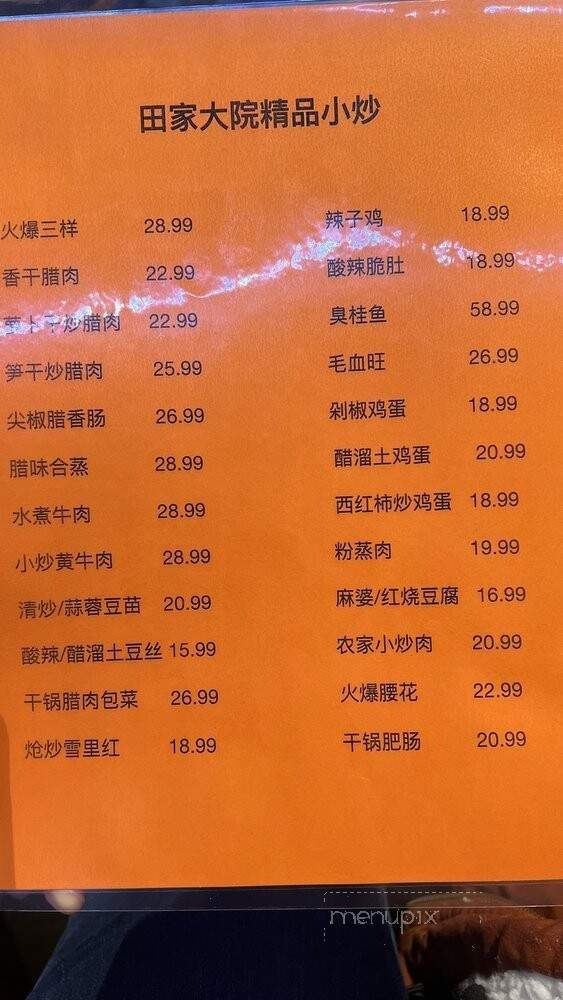 田家大院精品小炒
火爆三样 28.99
香干腊肉 22.99
萝卜干炒腊肉 22.99
笋干炒腊肉 25.99
尖椒腊香肠 26.99
腊味合蒸 28.99
水煮牛肉 28.99
小炒黄牛肉 28.99
清炒/蒜蓉豆苗 20.99
酸辣/醋溜土豆丝 15.99
干锅腊肉包菜 26.99
炝炒雪里红 18.99
辣子鸡 18.99
酸辣脆肚 18.99
臭桂鱼 58.99
毛血旺 26.99
剁椒鸡蛋 18.99
醋溜土鸡蛋 20.99
西红柿炒鸡蛋 18.99
粉蒸肉 19.99
麻婆/红烧豆腐 16.99
农家小炒肉 20.99
火爆腰花 22.99
干锅肥肠 20.99
menupix